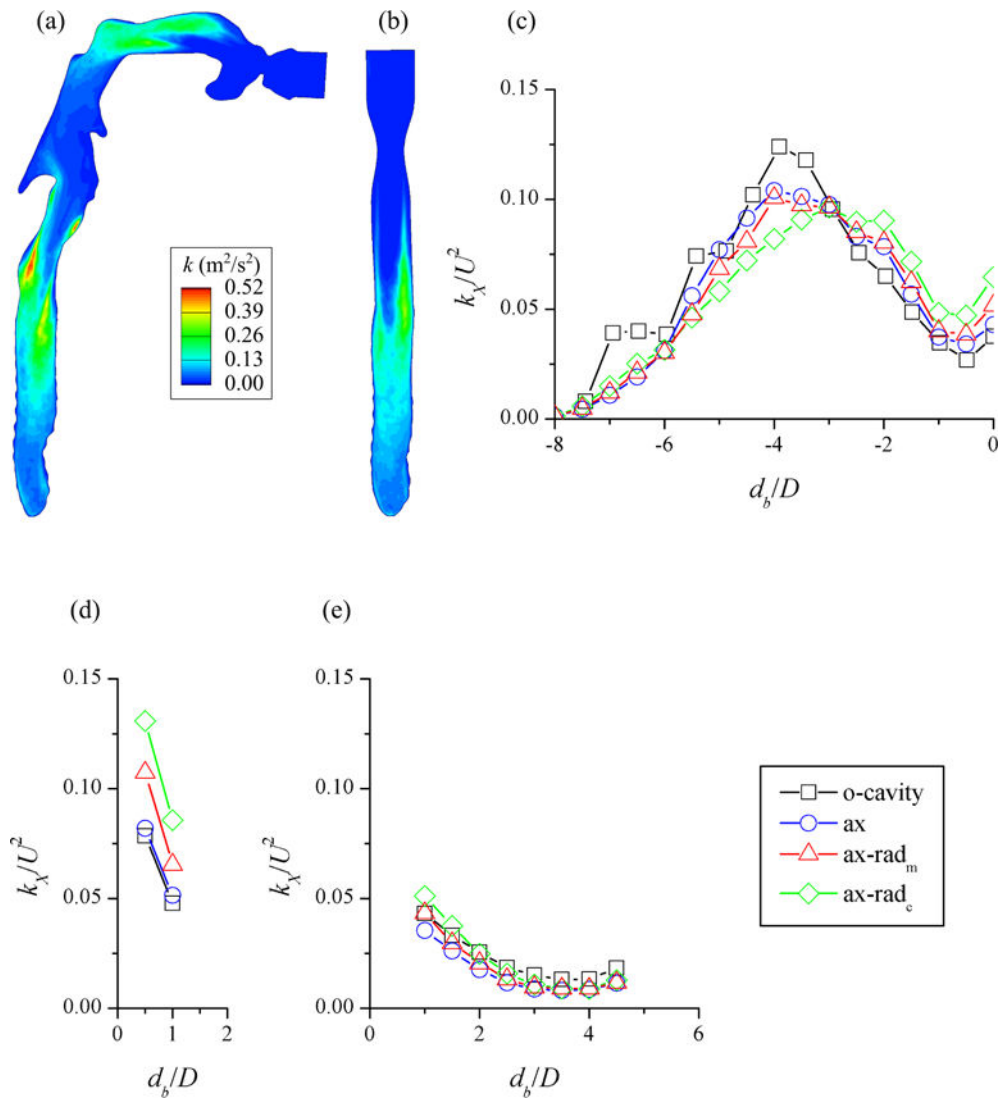 (a)
(b)
(c)
k (m²/s²)
0.52
0.39
0.26
0.13
0.00
0.15
0.10
0.05
0.00
k_X/U²
-8
-6
-4
-2
0
d_b/D
(d)
(e)
0.15
0.10
0.05
0.00
k_X/U²
0
1
2
d_b/D
0.15
0.10
0.05
0.00
k_X/U²
0
2
4
6
d_b/D
o-cavity
ax
ax-rad_m
ax-rad_c